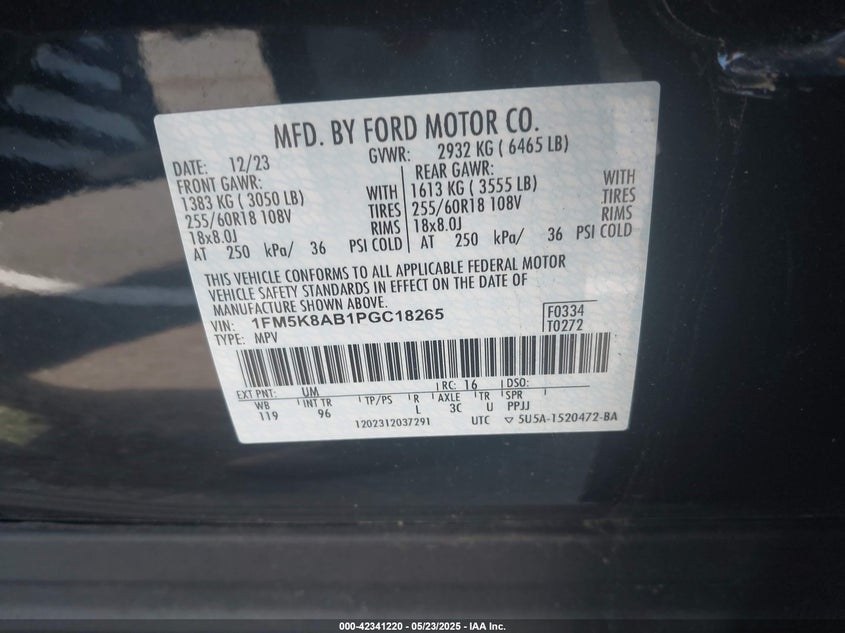 MFD. BY FORD MOTOR CO.
DATE: 12/23
GVWR: 2932 KG ( 6465 LB)
FRONT GAWR:
1383 KG ( 3050 LB)
255/60R18 108V
18x8.0J
WITH
TIRES
RIMS
AT 250 kPa/ 36 PSI COLD
REAR GAWR:
1613 KG ( 3555 LB)
255/60R18 108V
18x8.0J
WITH
TIRES
RIMS
AT 250 kPa/ 36 PSI COLD
THIS VEHICLE CONFORMS TO ALL APPLICABLE FEDERAL MOTOR
VEHICLE SAFETY STANDARDS IN EFFECT ON THE DATE OF
MANUFACTURE SHOWN ABOVE.
VIN: 1FM5K8AB1PGC18265
TYPE: MPV
F0334
T0272
EXT PNT: UM RC: 16 DSO:
WB INT TR TP/PS R AXLE TR SPR
119 96 L 3C U PPJJ
1202312037291 UTC ▽ 5U5A-1520472-BA
000-42341220 - 05/23/2025 - IAA Inc.